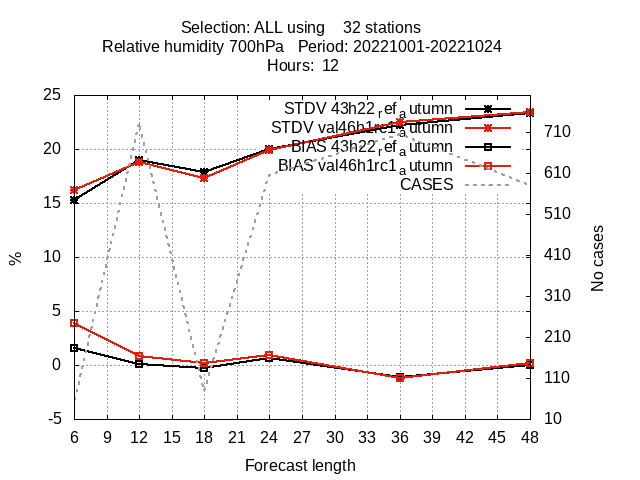 Selection: ALL using 32 stations
Relative humidity 700hPa Period: 20221001-20221024
Hours: 12
STDV 43h22_ref_autumn
STDV val46h1rc1_autumn
BIAS 43h22_ref_autumn
BIAS val46h1rc1_autumn
CASES
25
20
15
10
5
0
-5
%
710
610
510
410
310
210
110
10
No cases
6 9 12 15 18 21 24 27 30 33 36 39 42 45 48
Forecast length